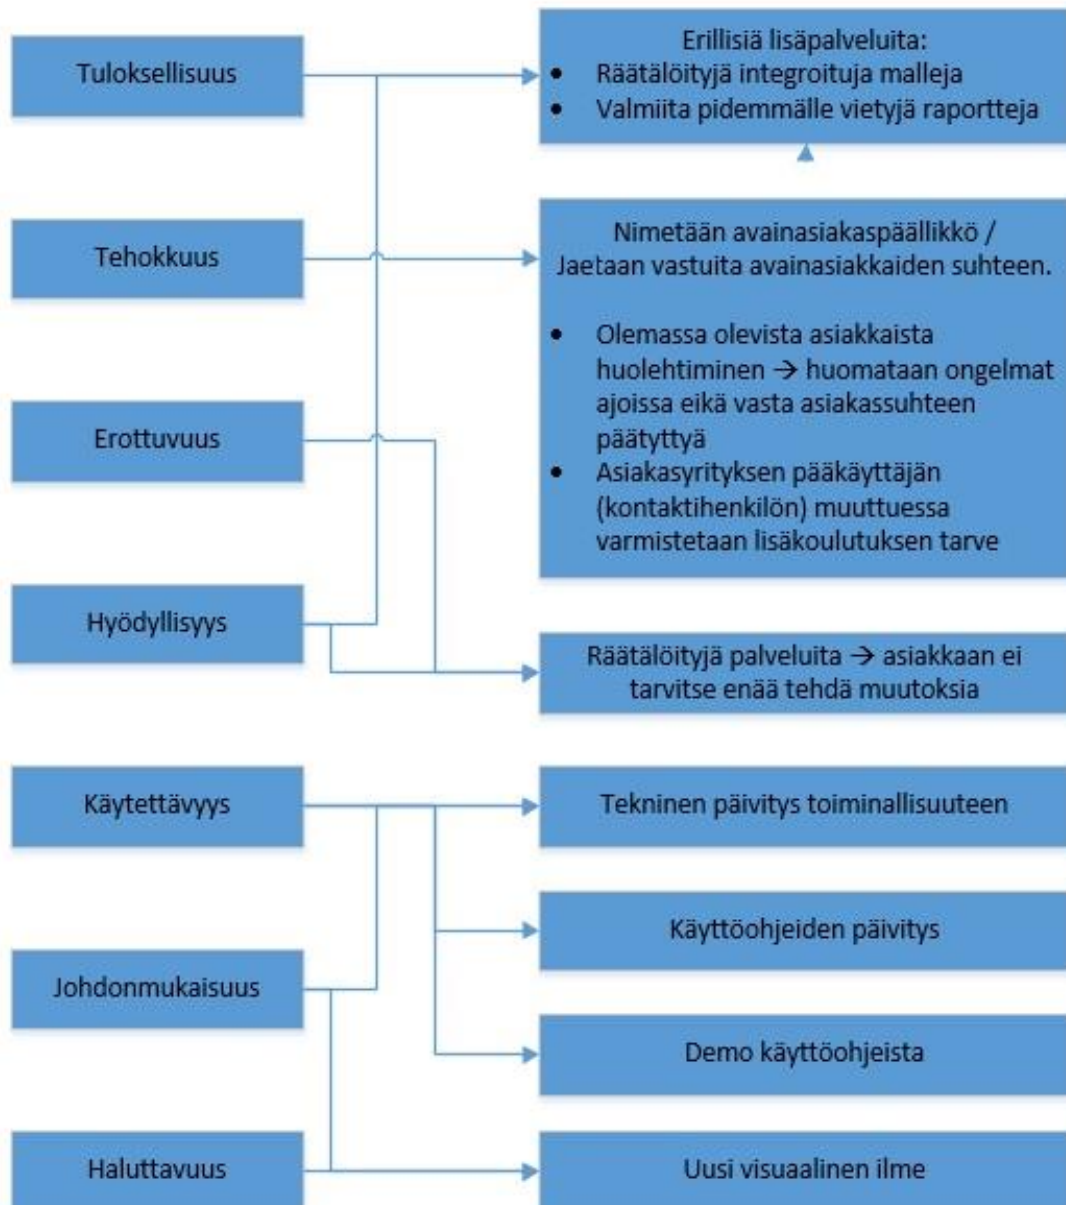 Tuloksellisuus
Erillisiä lisäpalveluita:
• Räätälöityjä integroituja malleja
• Valmiita pidemmälle vietyjä raportteja
Tehokkuus
Nimetään avainasiakaspäällikkö /
Jaetaan vastuita avainasiakkaiden suhteen.
• Olemassa olevista asiakkaista
huolehtiminen → huomataan ongelmat
ajoissa eikä vasta asiakassuhteen
päätyttyä
• Asiakasyrityksen pääkäyttäjän
(kontaktihenkilön) muuttuessa
varmistetaan lisäkoulutuksen tarve
Erottuvuus
Hyödyllisyys
Räätälöityjä palveluita → asiakkaan ei
tarvitse enää tehdä muutoksia
Käytettävyys
Tekninen päivitys toiminallisuuteen
Käyttöohjeiden päivitys
Johdonmukaisuus
Demo käyttöohjeista
Haluttavuus
Uusi visuaalinen ilme